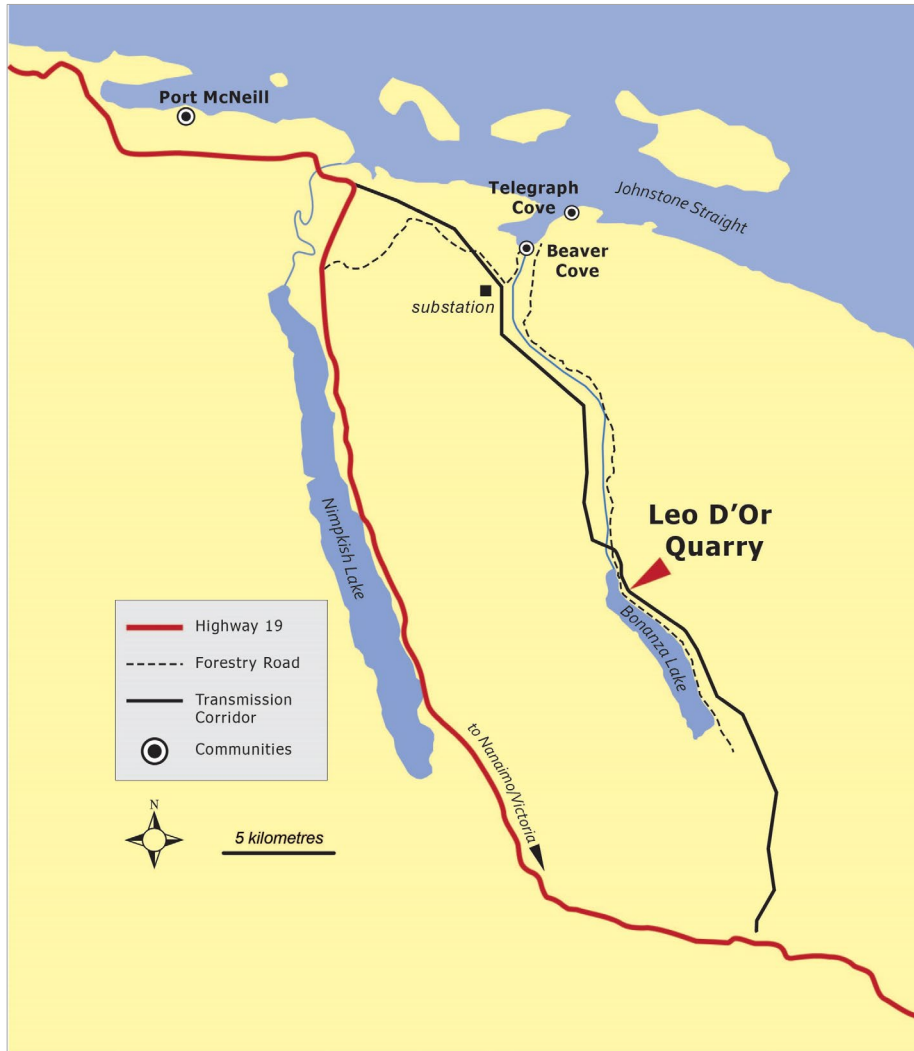 Port McNeill
Telegraph
Cove
Johnstone Straight
Beaver
Cove
substation
Leo D'Or
Quarry
Nimpkish Lake
Bonanza Lake
Highway 19
Forestry Road
Transmission
Corridor
Communities
to Nanaimo/Victoria
N
5 kilometres